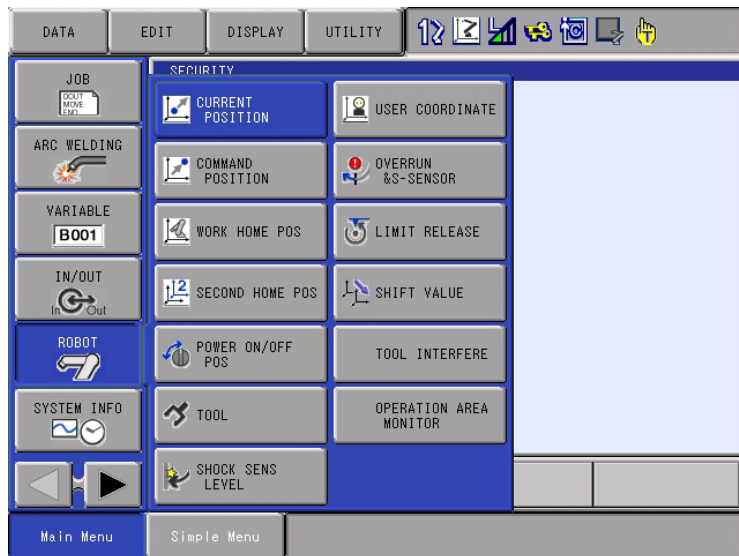 DATA
EDIT
DISPLAY
UTILITY
JOB
DOUT
MOVE
END
ARC WELDING
VARIABLE
B001
IN/OUT
In Out
ROBOT
SYSTEM INFO
SECURITY
CURRENT
POSITION
USER COORDINATE
COMMAND
POSITION
OVERRUN
&S-SENSOR
WORK HOME POS
LIMIT RELEASE
2
SECOND HOME POS
SHIFT VALUE
POWER ON/OFF
POS
TOOL INTERFERE
TOOL
OPERATION AREA
MONITOR
SHOCK SENS
LEVEL
Main Menu
Simple Menu